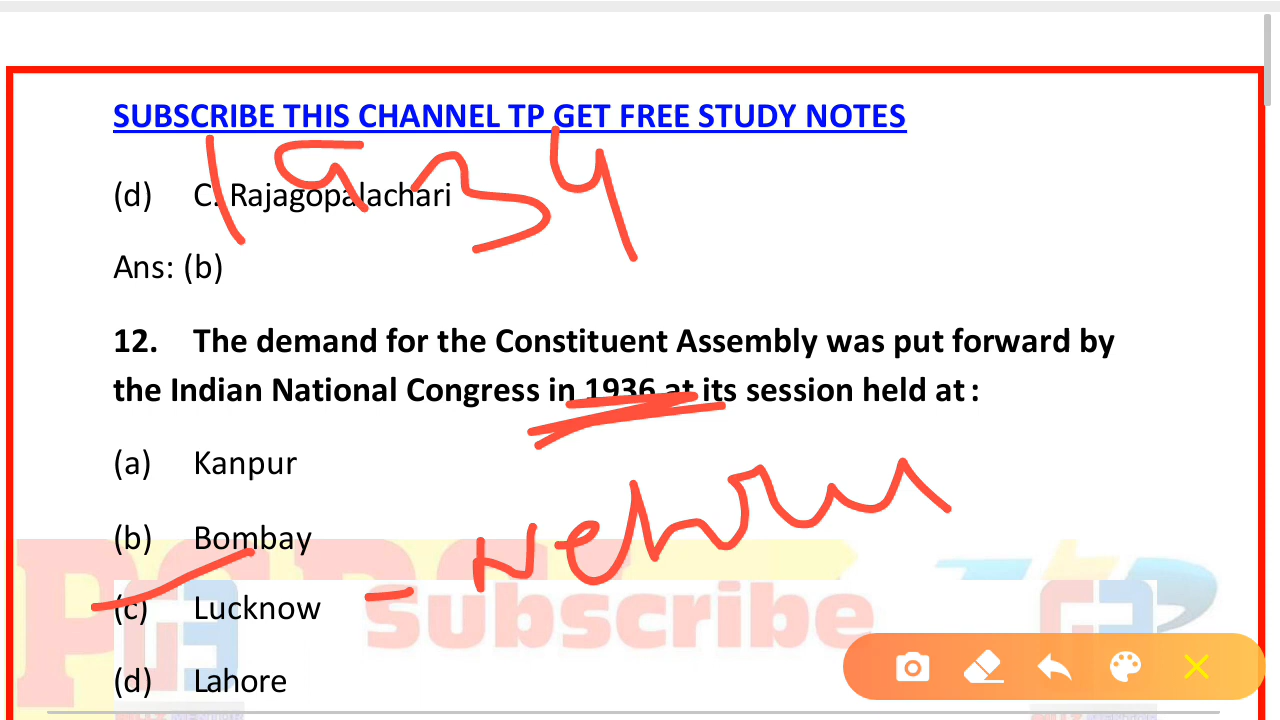 SUBSCRIBE THIS CHANNEL TP GET FREE STUDY NOTES
1934
(d) C. Rajagopalachari
Ans: (b)
12. The demand for the Constituent Assembly was put forward by
the Indian National Congress in 1936 at its session held at :
(a) Kanpur
(b) Bombay
Nehru
(c) Lucknow
Subscribe
(d) Lahore